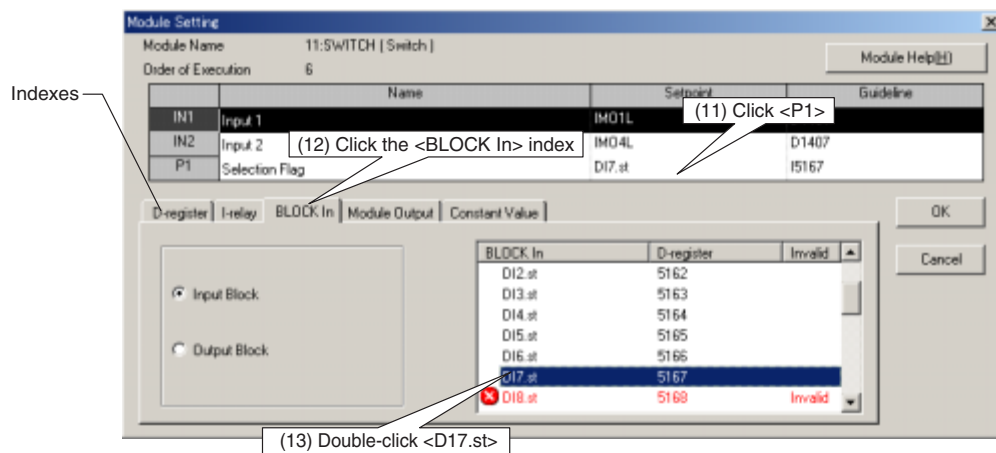 Module Setting
Module Name 11:SWITCH ( Switch )
Order of Execution 6
Module Help(H)
Indexes
Name Setpoint Guideline
(11) Click <P1>
IN1 Input 1 IM01L
(12) Click the <BLOCK In> index
IN2 Input 2 IM04L D1407
P1 Selection Flag DI7.st I5167
D-register I-relay BLOCK In Module Output Constant Value
OK
Cancel
Input Block
Output Block
BLOCK In D-register Invalid
DI2.st 5162
DI3.st 5163
DI4.st 5164
DI5.st 5165
DI6.st 5166
DI7.st 5167
DI8.st 5168 Invalid
(13) Double-click <D17.st>